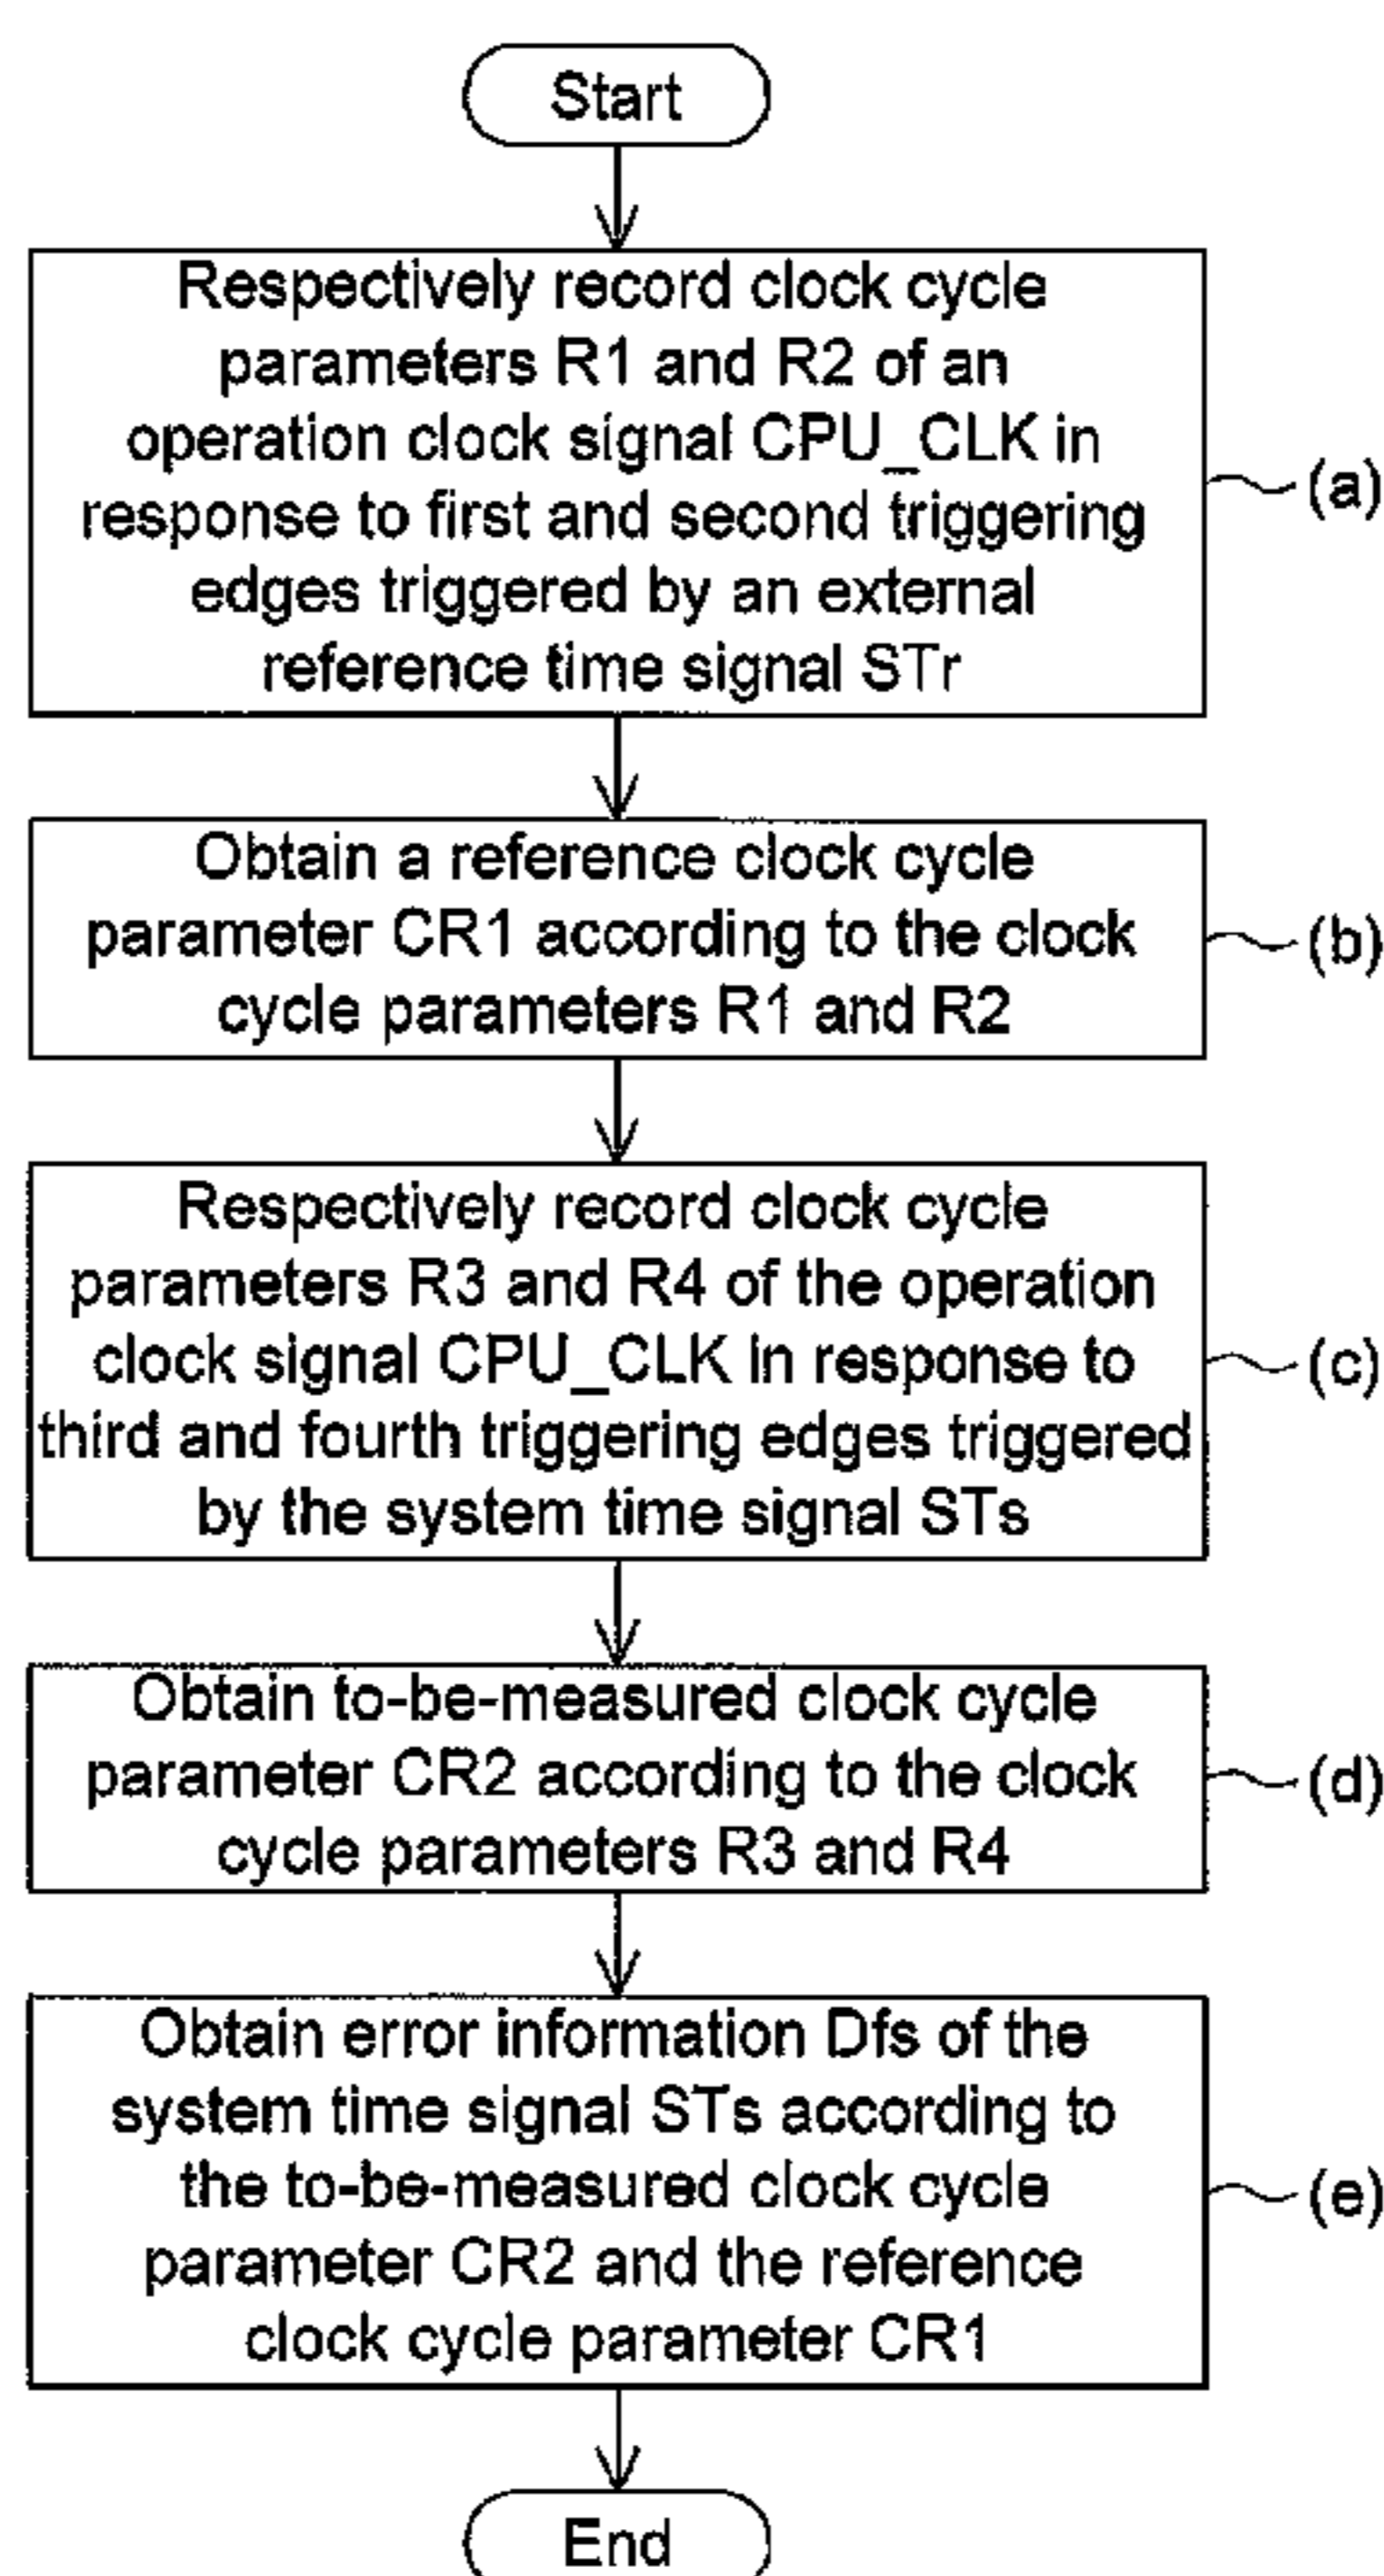 Start
Respectively record clock cycle
parameters R1 and R2 of an
operation clock signal CPU_CLK in
response to first and second triggering
edges triggered by an external
reference time signal STr
(a)
Obtain a reference clock cycle
parameter CR1 according to the clock
cycle parameters R1 and R2
(b)
Respectively record clock cycle
parameters R3 and R4 of the operation
clock signal CPU_CLK in response to
third and fourth triggering edges triggered
by the system time signal STs
(c)
Obtain to-be-measured clock cycle
parameter CR2 according to the clock
cycle parameters R3 and R4
(d)
Obtain error information Dfs of the
system time signal STs according to
the to-be-measured clock cycle
parameter CR2 and the reference
clock cycle parameter CR1
(e)
End